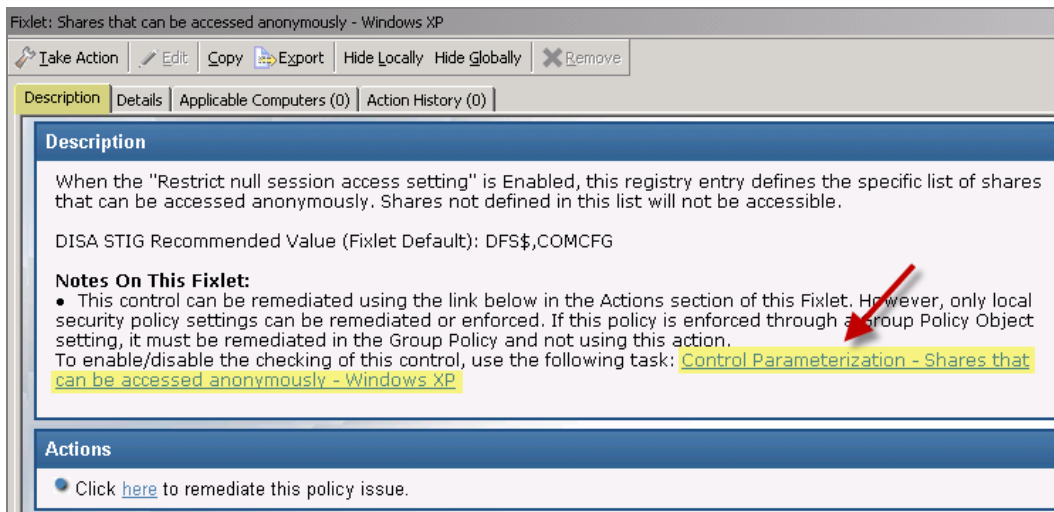 Fixlet: Shares that can be accessed anonymously - Windows XP
Take Action Edit Copy Export Hide Locally Hide Globally Remove
Description Details Applicable Computers (0) Action History (0)
Description
When the "Restrict null session access setting" is Enabled, this registry entry defines the specific list of shares
that can be accessed anonymously. Shares not defined in this list will not be accessible.
DISA STIG Recommended Value (Fixlet Default): DFS$,COMCFG
Notes On This Fixlet:
• This control can be remediated using the link below in the Actions section of this Fixlet. However, only local
security policy settings can be remediated or enforced. If this policy is enforced through a Group Policy Object
setting, it must be remediated in the Group Policy and not using this action.
To enable/disable the checking of this control, use the following task: Control Parameterization - Shares that
can be accessed anonymously - Windows XP
Actions
Click here to remediate this policy issue.